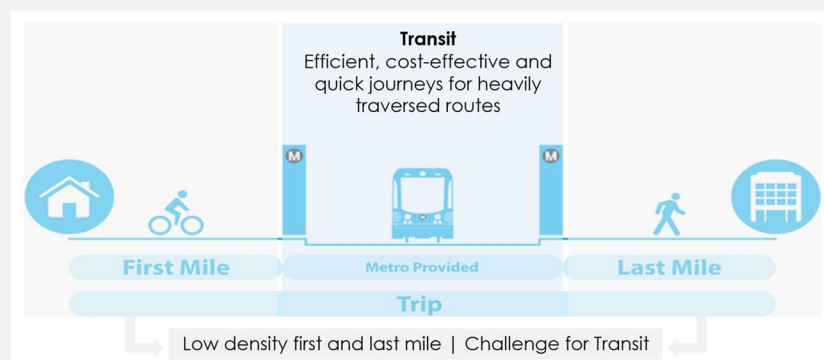 Transit
Efficient, cost-effective and
quick journeys for heavily
traversed routes
M M
M
First Mile Metro Provided Last Mile
Trip
Low density first and last mile | Challenge for Transit